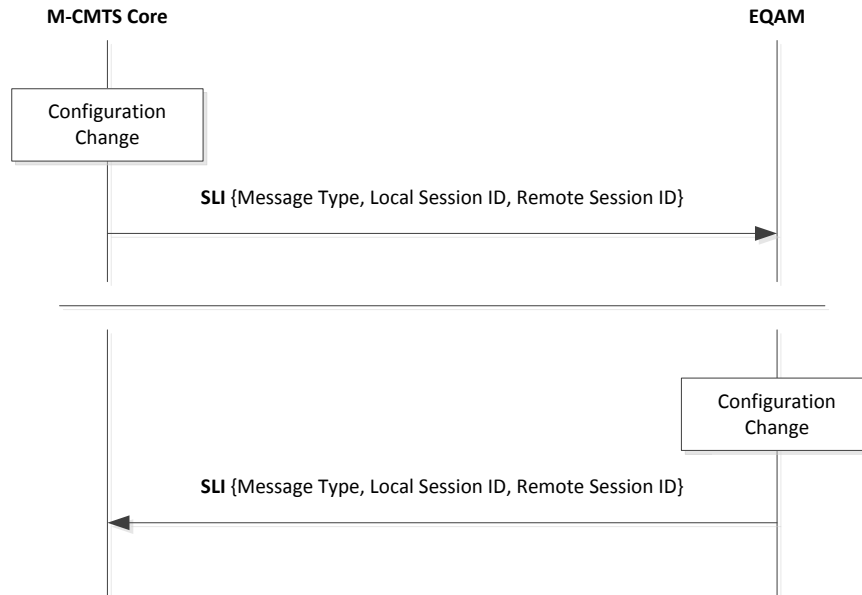 M-CMTS Core
EQAM
Configuration
Change
SLI {Message Type, Local Session ID, Remote Session ID}
Configuration
Change
SLI {Message Type, Local Session ID, Remote Session ID}